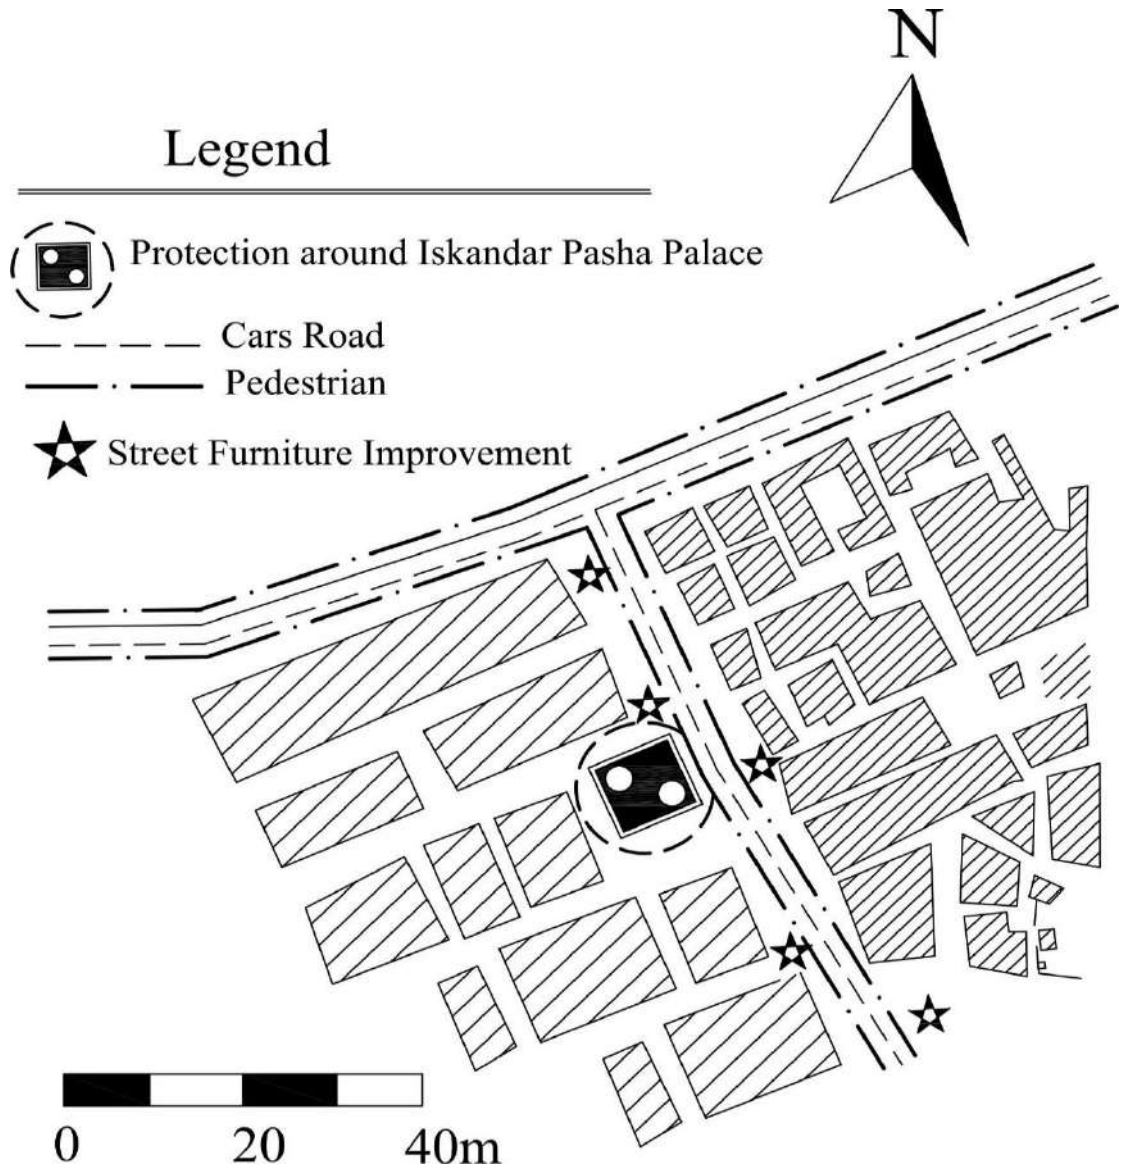 N
Legend
Protection around Iskandar Pasha Palace
Cars Road
Pedestrian
Street Furniture Improvement
0 20 40m